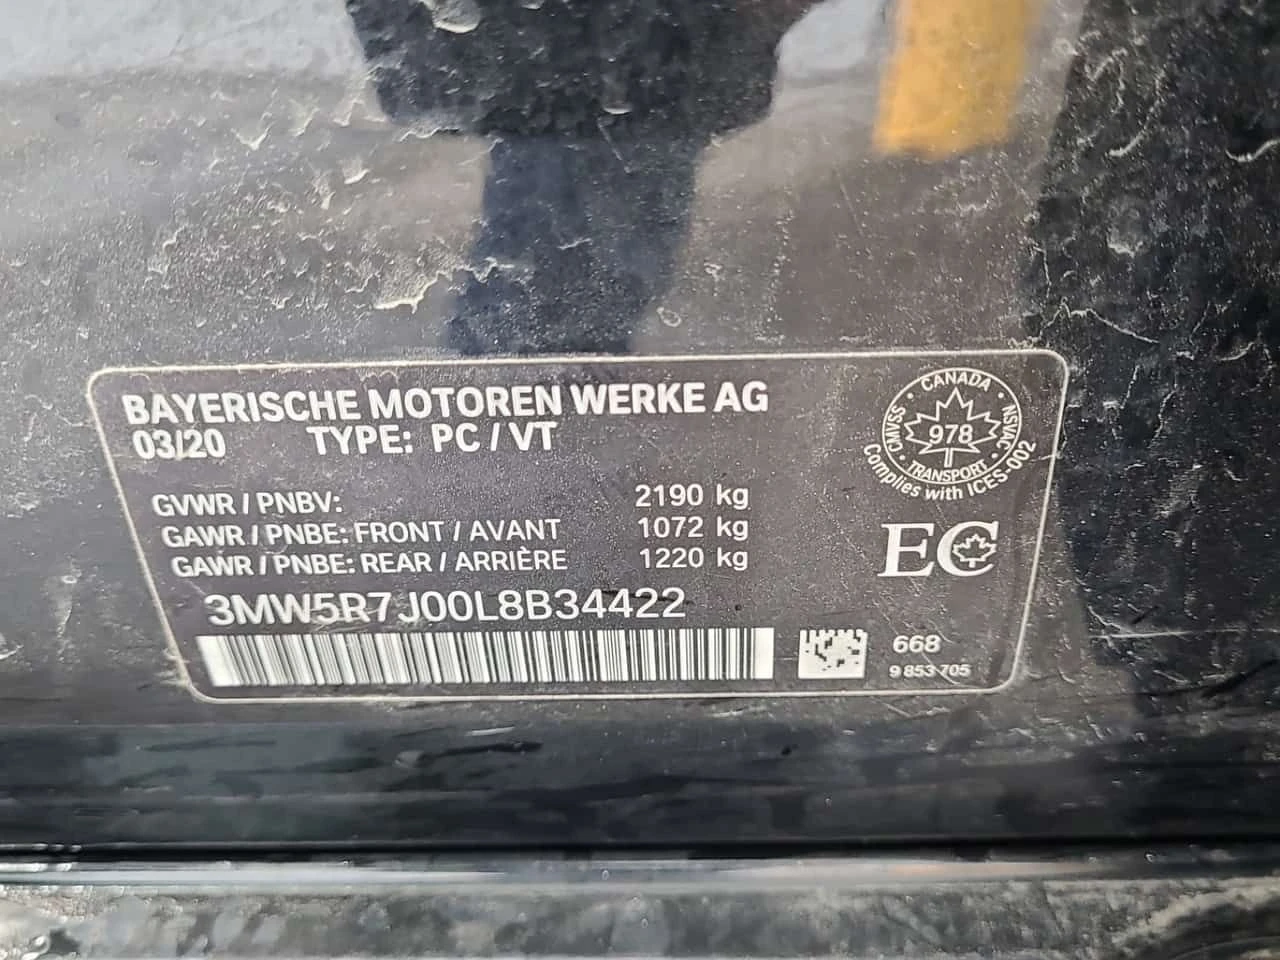 BAYERISCHE MOTOREN WERKE AG
03/20 TYPE: PC / VT
GVWR / PNBV: 2190 kg
GAWR / PNBE: FRONT / AVANT 1072 kg
GAWR / PNBE: REAR / ARRIÈRE 1220 kg
3MW5R7J00L8B34422
CANADA
CMVSS 978 NSVAC
TRANSPORT
Complies with ICES-002
EC
668
9 853 705